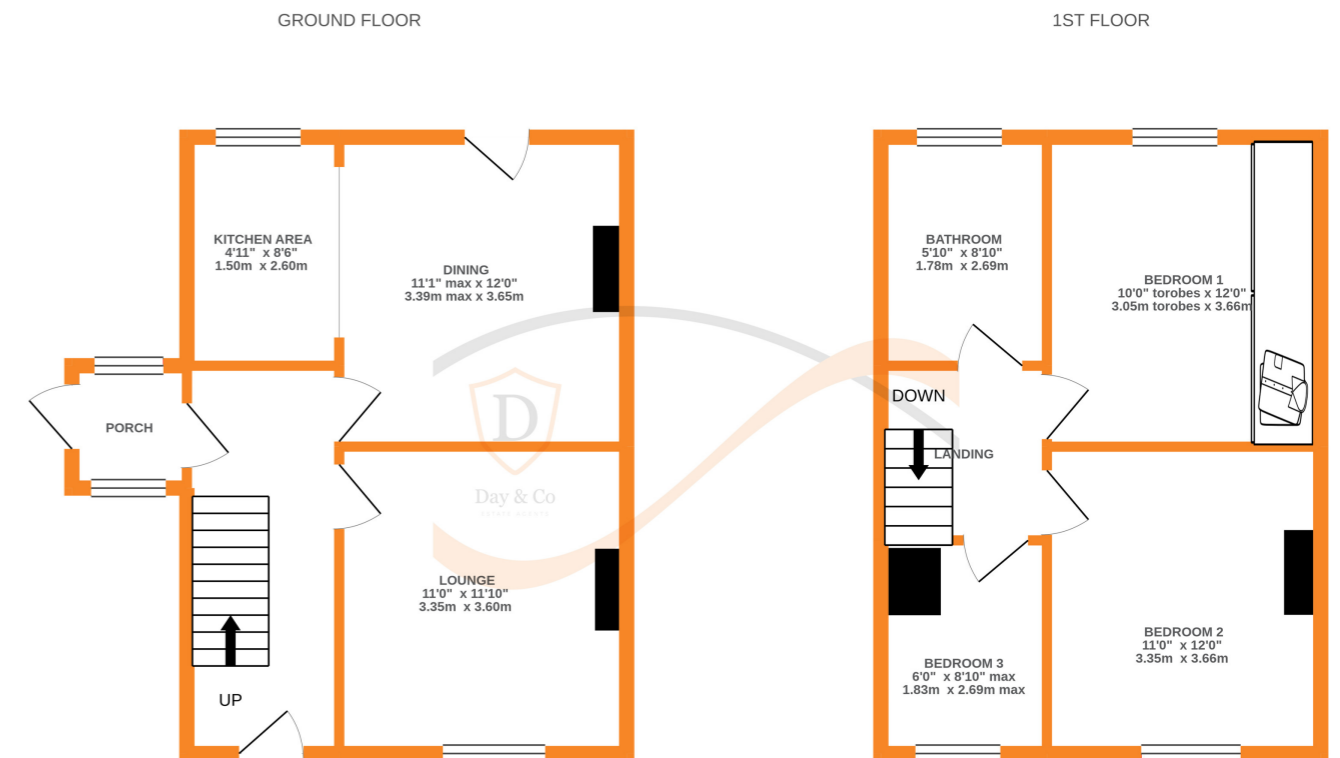 GROUND FLOOR
1ST FLOOR
KITCHEN AREA
4'11" x 8'6"
1.50m x 2.60m
DINING
11'1" max x 12'0"
3.39m max x 3.65m
PORCH
D
Day & Co
ESTATE AGENTS
LOUNGE
11'0" x 11'10"
3.35m x 3.60m
UP
BATHROOM
5'10" x 8'10"
1.78m x 2.69m
BEDROOM 1
10'0" torobes x 12'0"
3.05m torobes x 3.66m
DOWN
LANDING
BEDROOM 2
11'0" x 12'0"
3.35m x 3.66m
BEDROOM 3
6'0" x 8'10" max
1.83m x 2.69m max